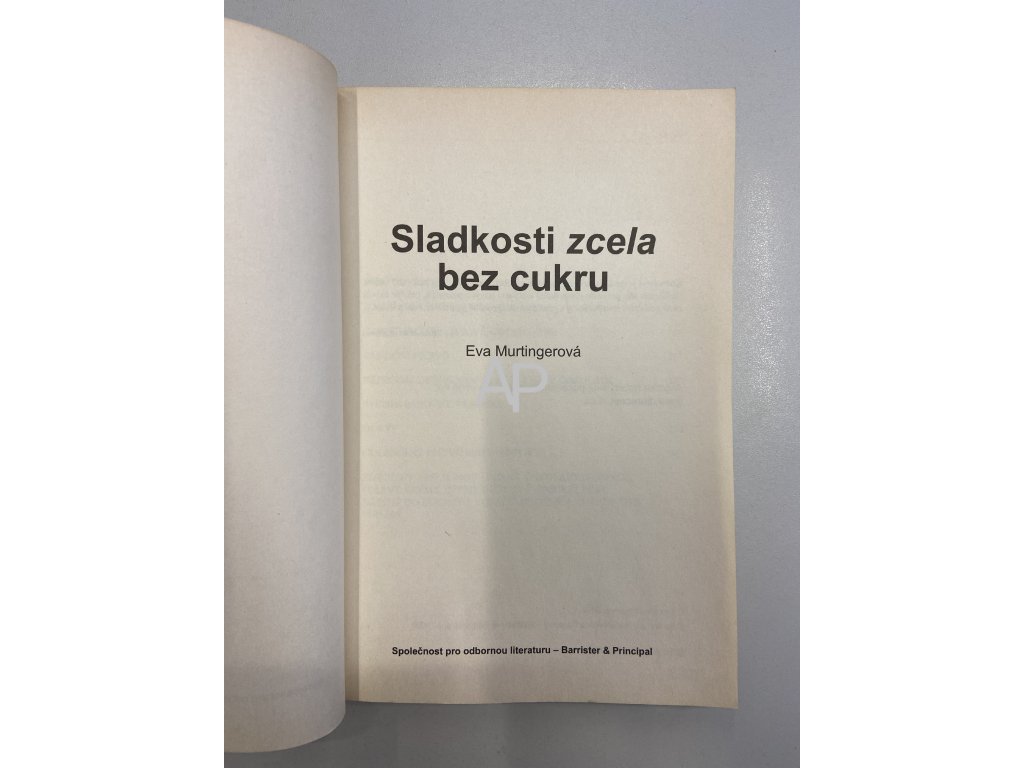 Sladkosti zcela
bez cukru
Eva Murtingerová
AP
Společnost pro odbornou literaturu – Barrister & Principal